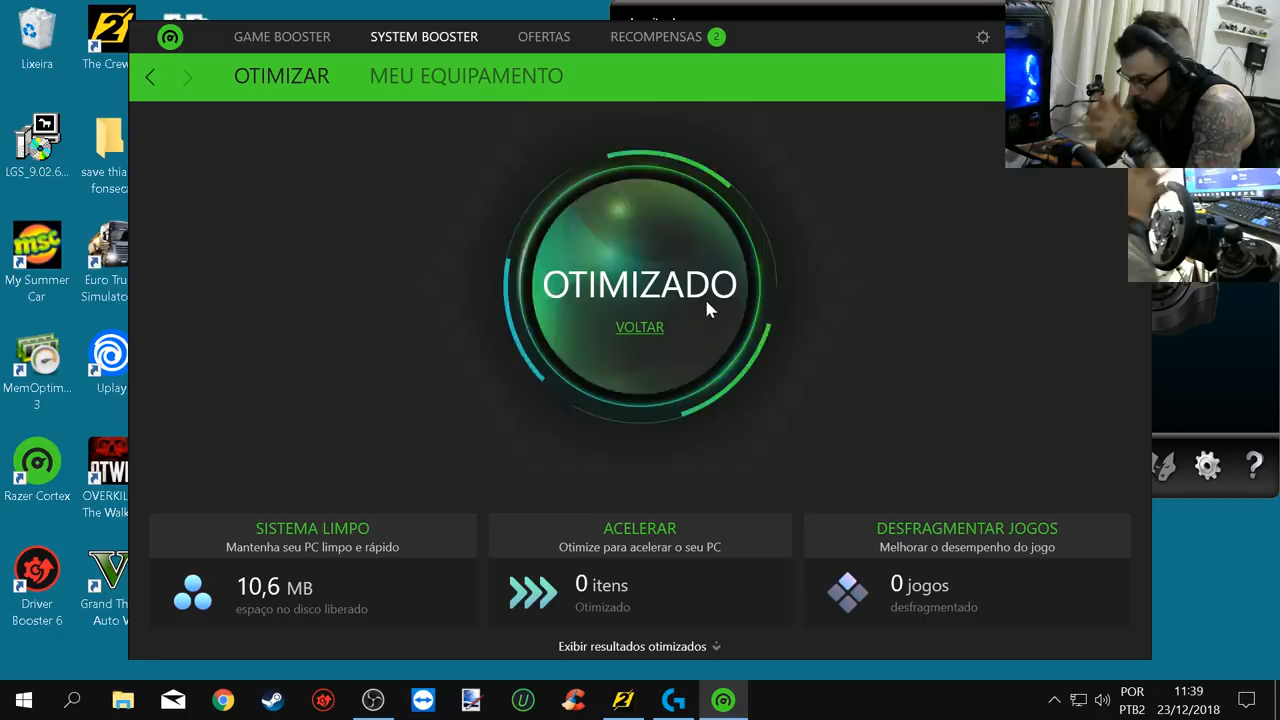 GAME BOOSTER
SYSTEM BOOSTER
OFERTAS
RECOMPENSAS 2
OTIMIZAR
MEU EQUIPAMENTO
OTIMIZADO
VOLTAR
SISTEMA LIMPO
Mantenha seu PC limpo e rápido
10,6 MB
espaço no disco liberado
ACELERAR
Otimize para acelerar o seu PC
0 itens
Otimizado
DESFRAGMENTAR JOGOS
Melhorar o desempenho do jogo
0 jogos
desfragmentado
Exibir resultados otimizados
Lixeira
The Crew
LGS_9.02.6...
save thia
fonseca
msc
My Summer
Car
Euro Tru
Simulato
MemOptim...
3
Uplay
Razer Cortex
OTWD
OVERKILL
The Walk
Driver
Booster 6
V
Grand Th
Auto V
?
POR
PTB2
11:39
23/12/2018